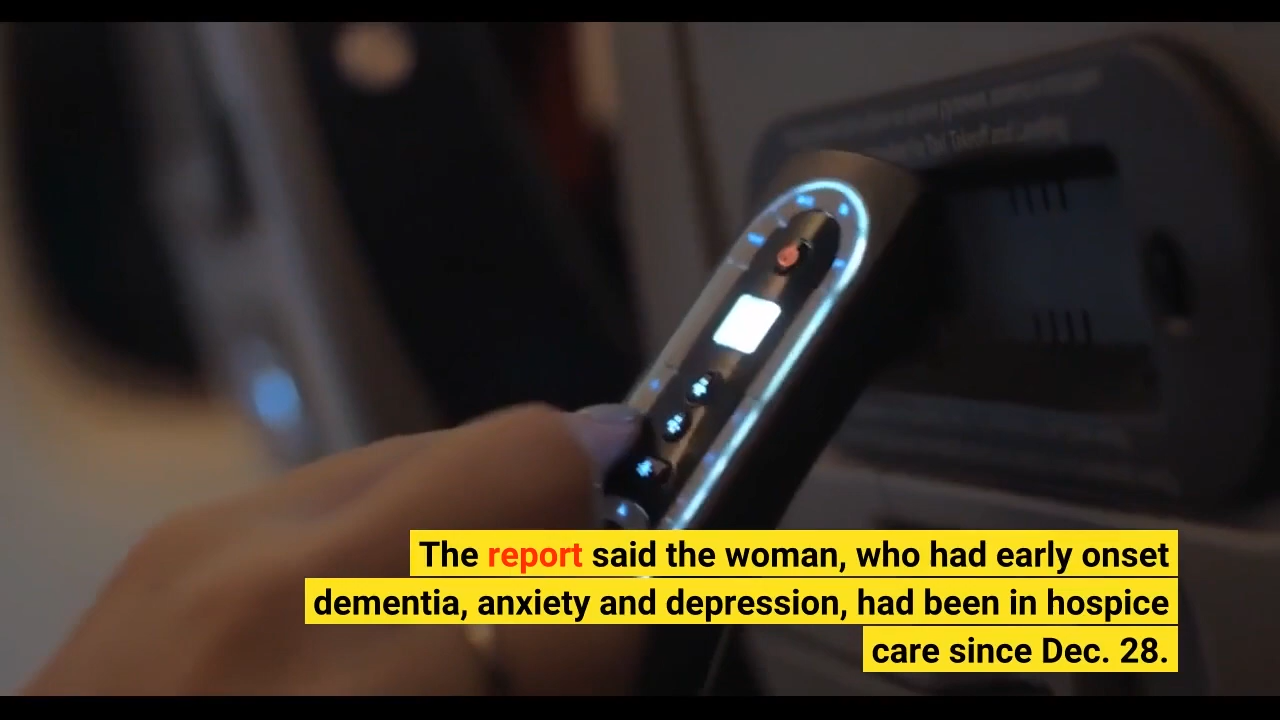 The report said the woman, who had early onset
dementia, anxiety and depression, had been in hospice
care since Dec. 28.